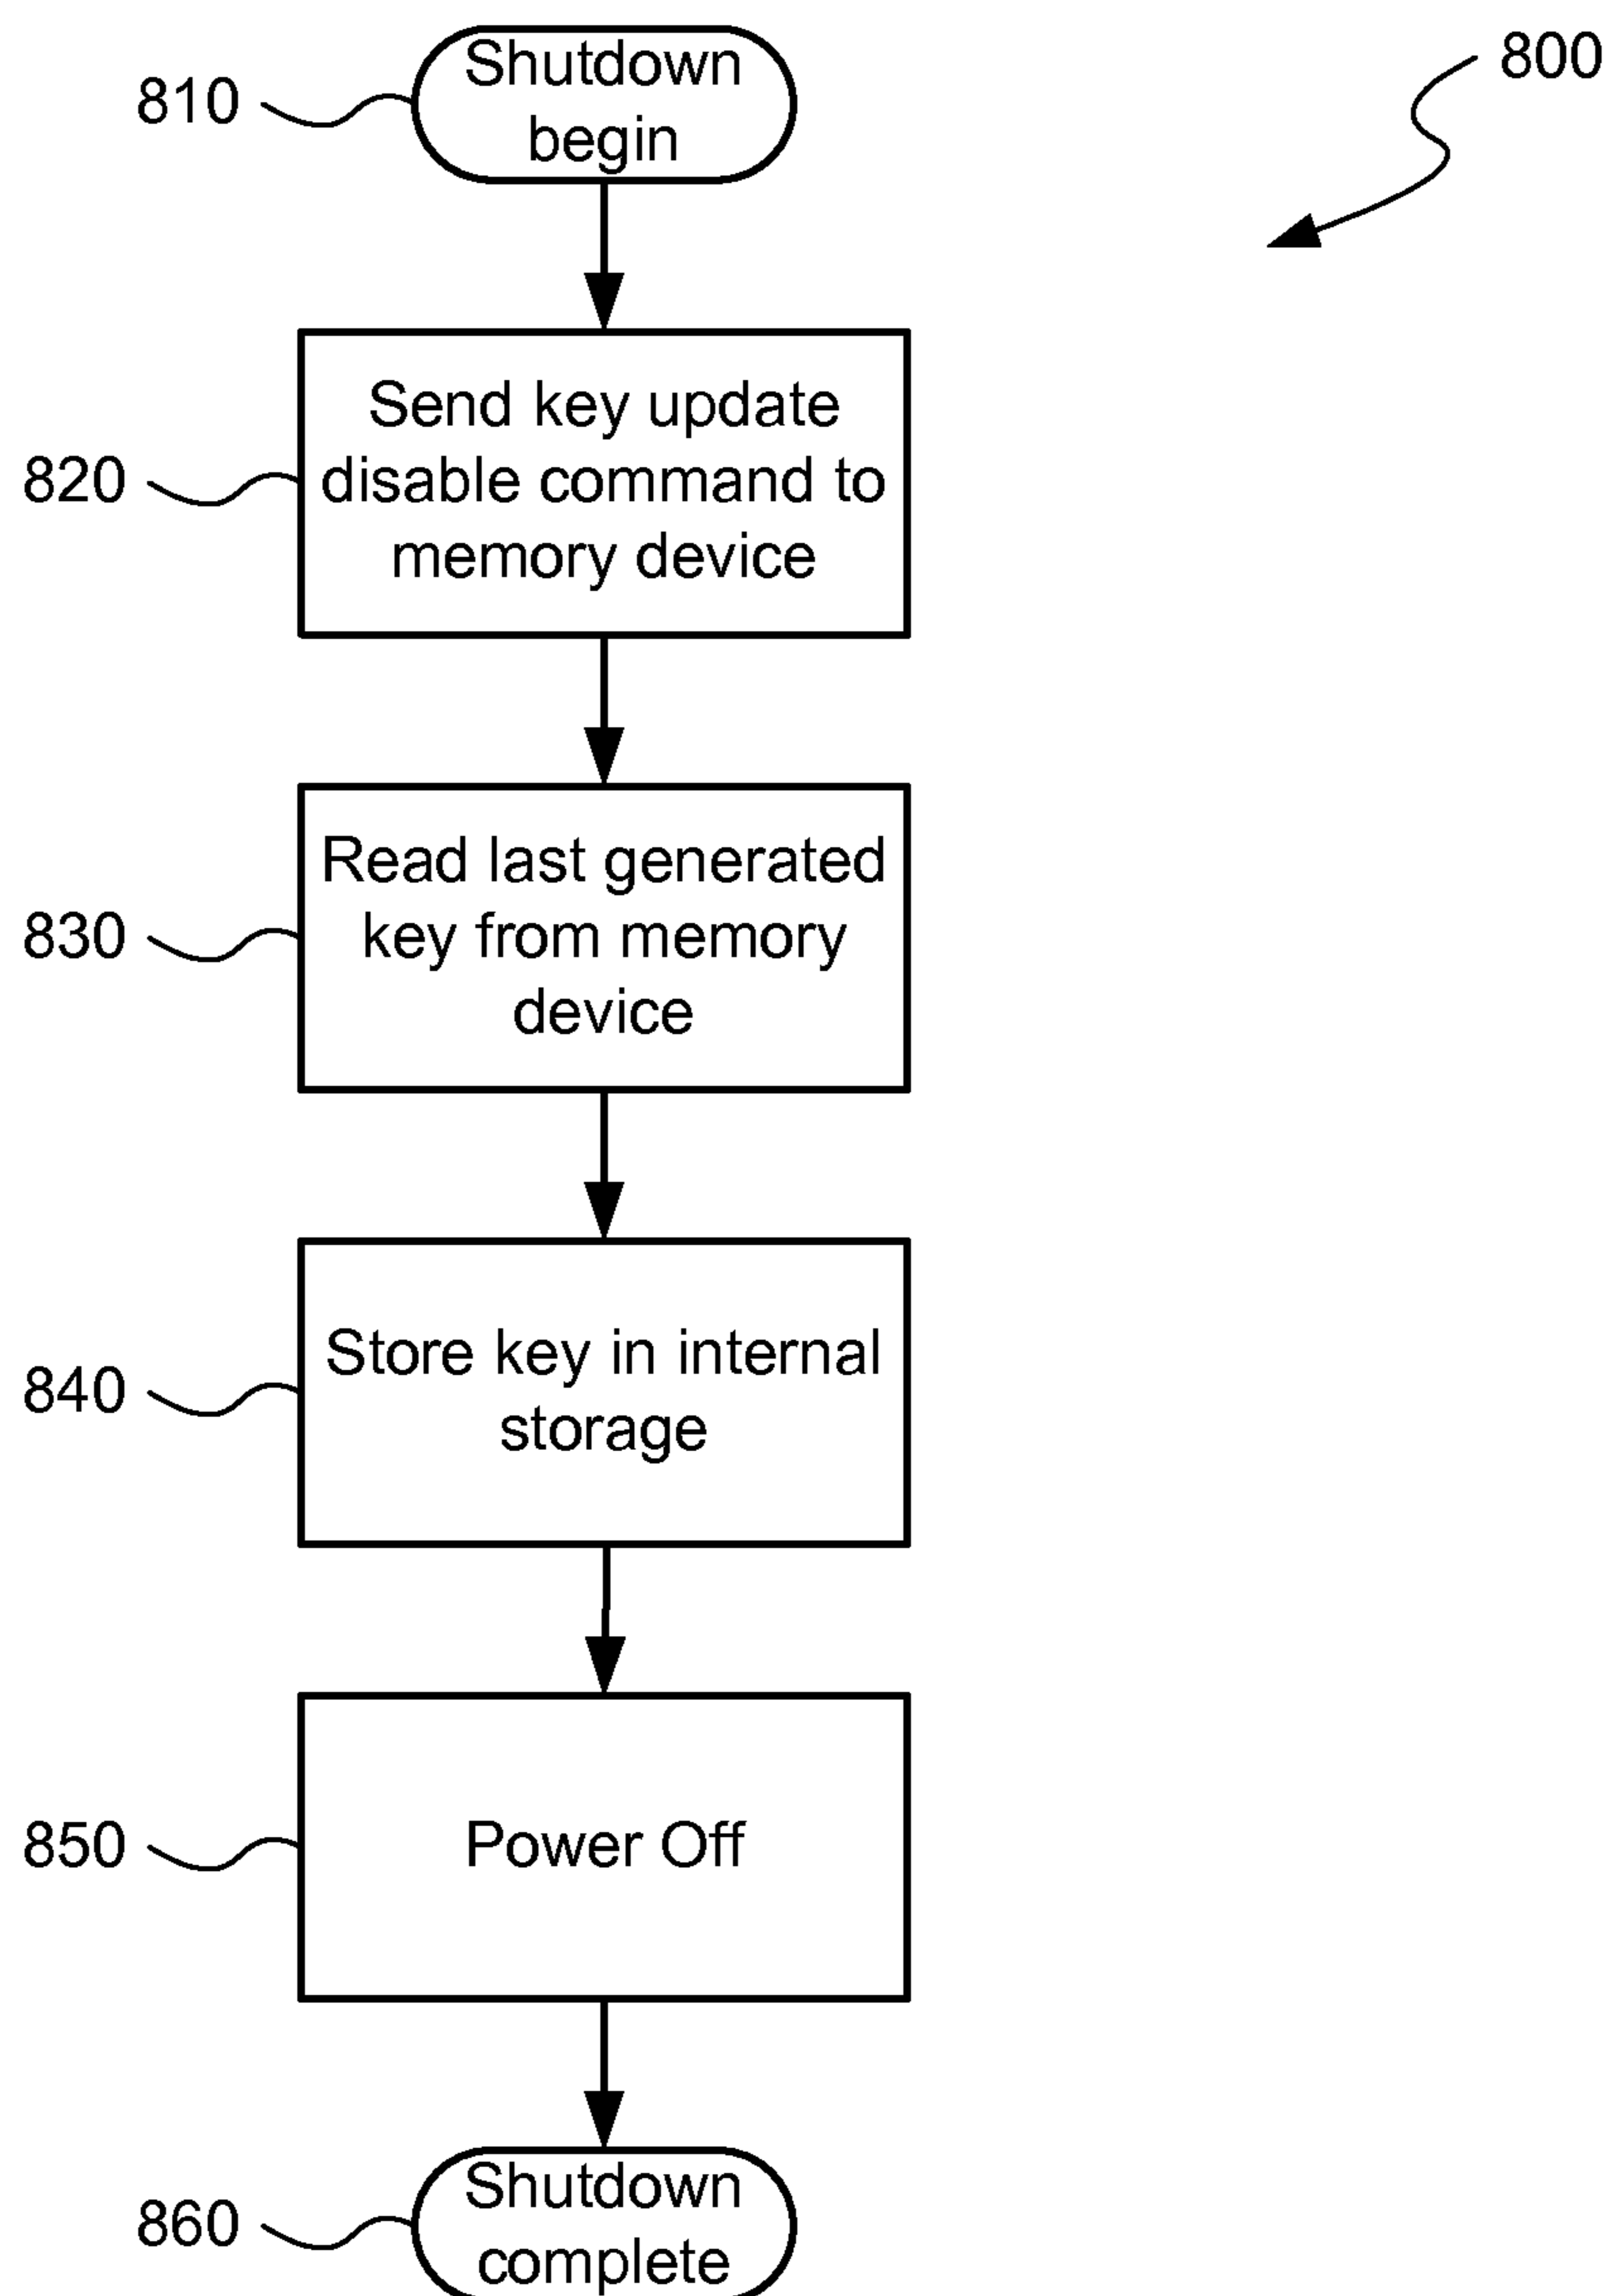 800
810
Shutdown
begin
820
Send key update
disable command to
memory device
830
Read last generated
key from memory
device
840
Store key in internal
storage
850
Power Off
860
Shutdown
complete